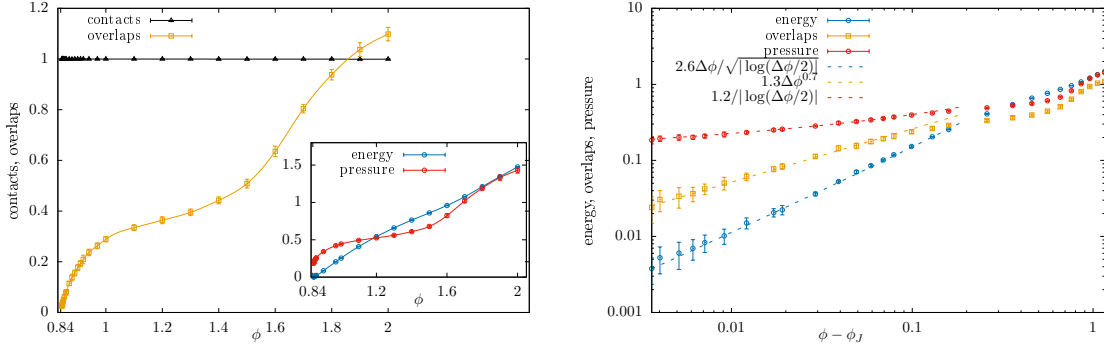 contacts
overlaps
contacts, overlaps
1.2
1
0.8
0.6
0.4
0.2
0
0.84 1 1.2 1.4 1.6 1.8 2
ϕ
energy
pressure
1.5
1
0.5
0
0.84 1.2 1.6 2
ϕ
energy
overlaps
pressure
2.6Δϕ/√|log(Δϕ/2)|
1.3Δϕ^0.7
1.2/|log(Δϕ/2)|
energy, overlaps, pressure
10
1
0.1
0.01
0.001
0.01 0.1 1
ϕ − ϕ_J